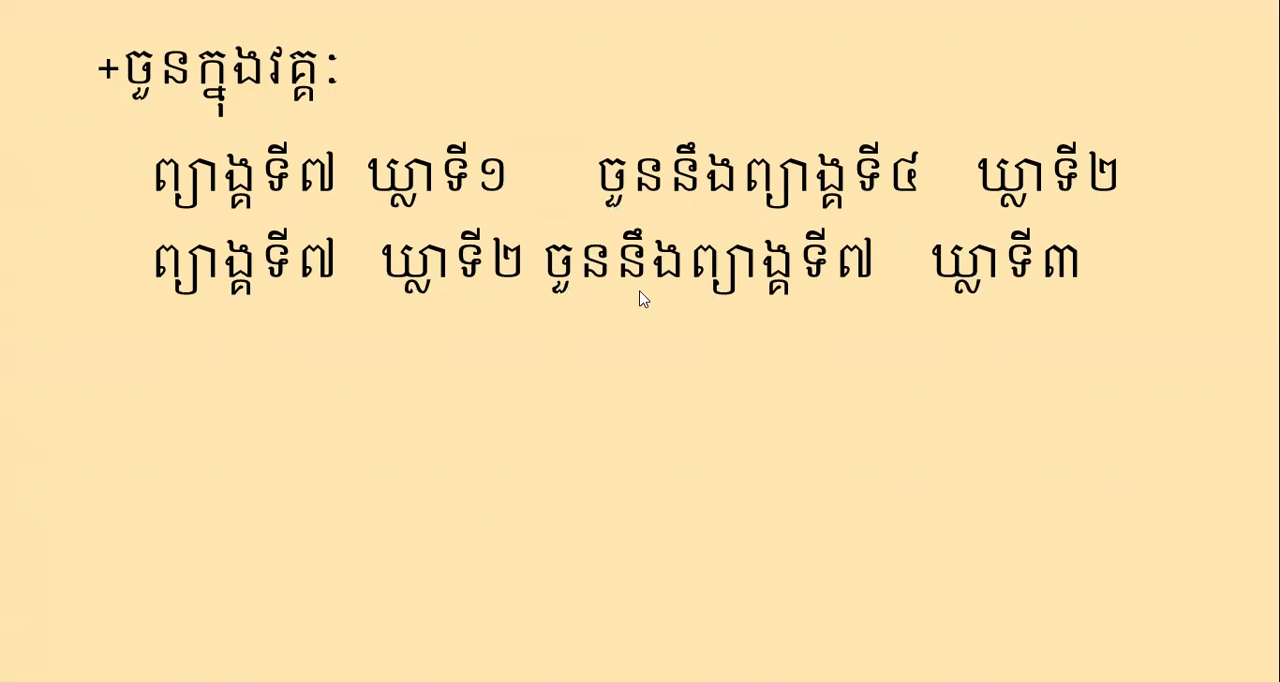 +ចួនក្នុងវគ្គ:
ព្យាង្គទី៧ ឃ្លាទី១ ចួននឹងព្យាង្គទី៤ ឃ្លាទី២
ព្យាង្គទី៧ ឃ្លាទី២ ចួននឹងព្យាង្គទី៧ ឃ្លាទី៣